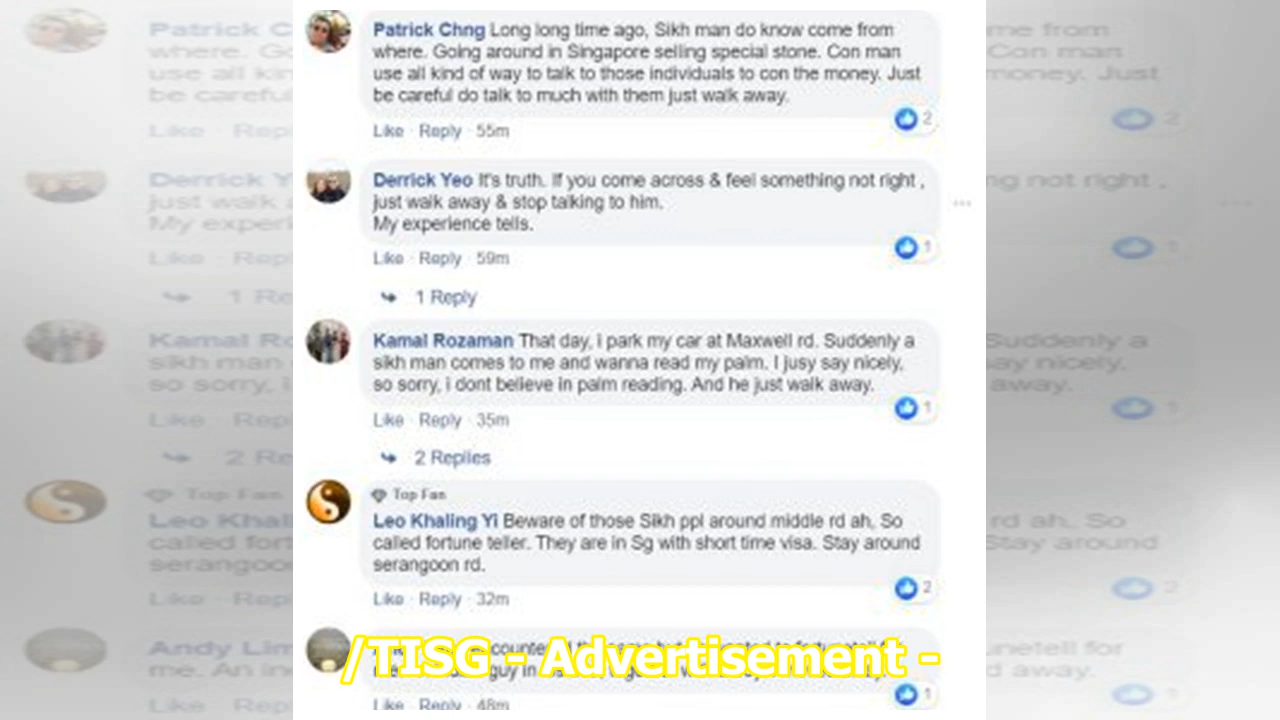 Patrick Chng Long long time ago, Sikh man do know come from
where. Going around in Singapore selling special stone. Con man
use all kind of way to talk to those individuals to con the money. Just
be careful do talk to much with them just walk away.
2
Like · Reply · 55m
Derrick Yeo It's truth. If you come across & feel something not right ,
just walk away & stop talking to him.
My experience tells.
1
Like · Reply · 59m
1 Reply
Kamal Rozaman That day, i park my car at Maxwell rd. Suddenly a
sikh man comes to me and wanna read my palm. I jusy say nicely,
so sorry, i dont believe in palm reading. And he just walk away.
1
Like · Reply · 35m
2 Replies
Top Fan
Leo Khaling Yi Beware of those Sikh ppl around middle rd ah, So
called fortune teller. They are in Sg with short time visa. Stay around
serangoon rd.
2
Like · Reply · 32m
/TISG - Advertisement -
guy in
1
Like · Reply · 48m